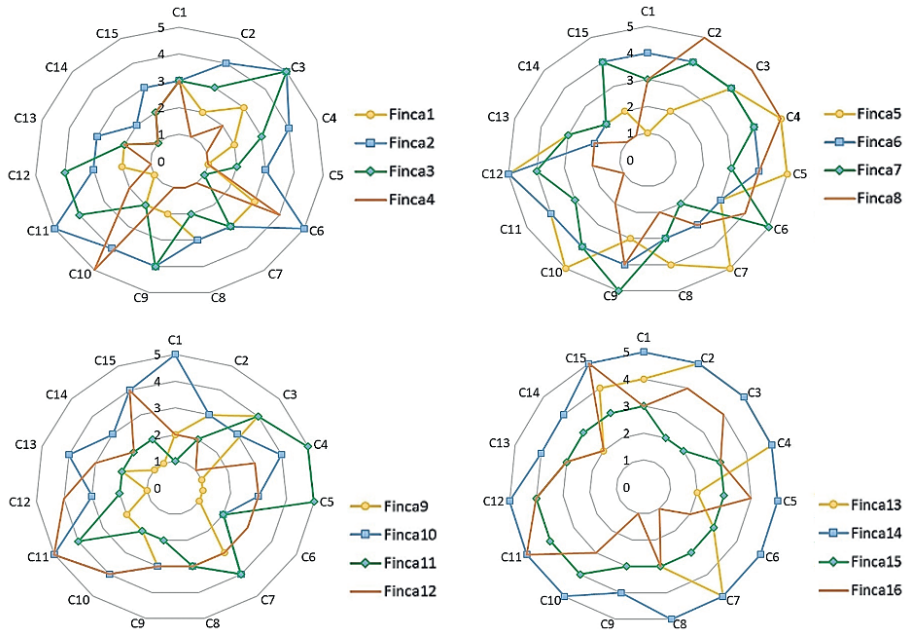 C1
C2
C3
C4
C5
C6
C7
C8
C9
C10
C11
C12
C13
C14
C15
5
4
3
2
1
0
Finca1
Finca2
Finca3
Finca4
C1
C2
C3
C4
C5
C6
C7
C8
C9
C10
C11
C12
C13
C14
C15
5
4
3
2
1
0
Finca5
Finca6
Finca7
Finca8
C1
C2
C3
C4
C5
C6
C7
C8
C9
C10
C11
C12
C13
C14
C15
5
4
3
2
1
0
Finca9
Finca10
Finca11
Finca12
C1
C2
C3
C4
C5
C6
C7
C8
C9
C10
C11
C12
C13
C14
C15
5
4
3
2
1
0
Finca13
Finca14
Finca15
Finca16